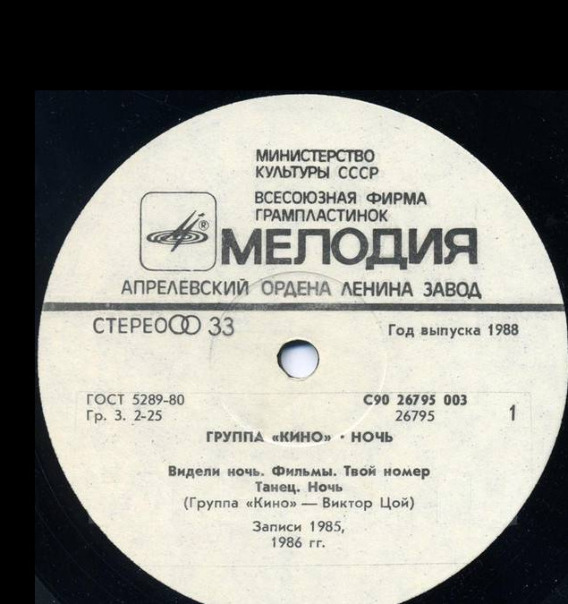 МИНИСТЕРСТВО
КУЛЬТУРЫ СССР
ВСЕСОЮЗНАЯ ФИРМА
ГРАМПЛАСТИНОК
®
МЕЛОДИЯ
АПРЕЛЕВСКИЙ ОРДЕНА ЛЕНИНА ЗАВОД
СТЕРЕО 33
Год выпуска 1988
ГОСТ 5289-80
С90 26795 003
Гр. 3. 2-25
26795
1
ГРУППА «КИНО» • НОЧЬ
Видели ночь. Фильмы. Твой номер
Танец. Ночь
(Группа «Кино» — Виктор Цой)
Записи 1985,
1986 гг.